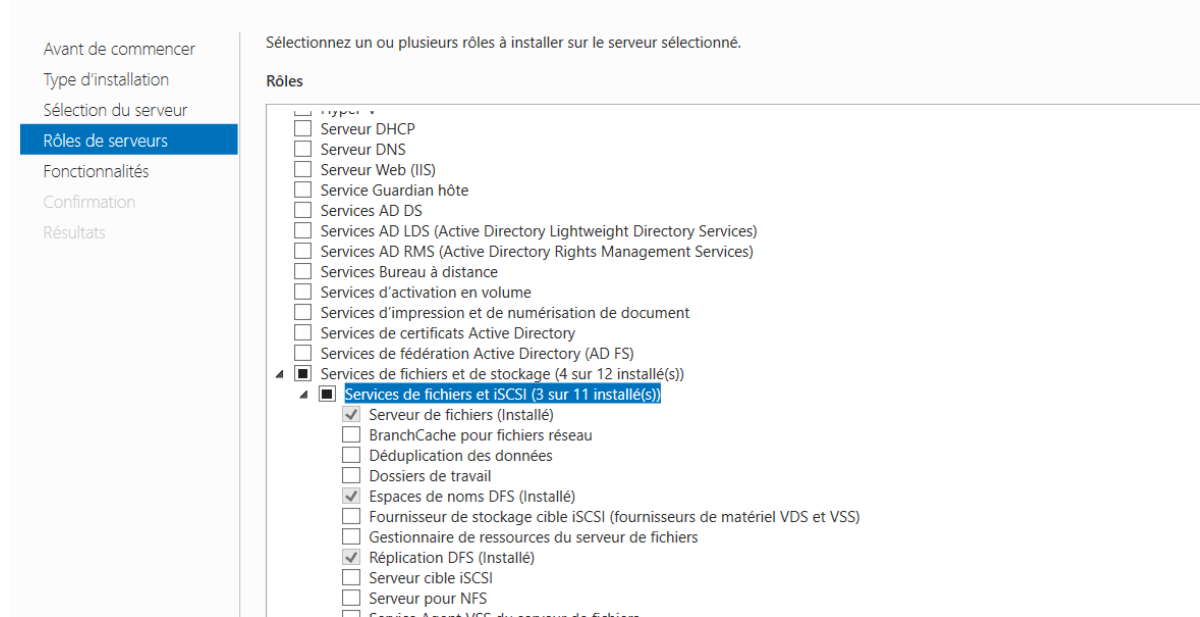 Avant de commencer
Type d'installation
Sélection du serveur
Rôles de serveurs
Fonctionnalités
Confirmation
Résultats
Sélectionnez un ou plusieurs rôles à installer sur le serveur sélectionné.
Rôles
Serveur DHCP
Serveur DNS
Serveur Web (IIS)
Service Guardian hôte
Services AD DS
Services AD LDS (Active Directory Lightweight Directory Services)
Services AD RMS (Active Directory Rights Management Services)
Services Bureau à distance
Services d'activation en volume
Services d'impression et de numérisation de document
Services de certificats Active Directory
Services de fédération Active Directory (AD FS)
Services de fichiers et de stockage (4 sur 12 installé(s))
Services de fichiers et iSCSI (3 sur 11 installé(s))
Serveur de fichiers (Installé)
BranchCache pour fichiers réseau
Déduplication des données
Dossiers de travail
Espaces de noms DFS (Installé)
Fournisseur de stockage cible iSCSI (fournisseurs de matériel VDS et VSS)
Gestionnaire de ressources du serveur de fichiers
Réplication DFS (Installé)
Serveur cible iSCSI
Serveur pour NFS
Service Agent VSS du serveur de fichiers